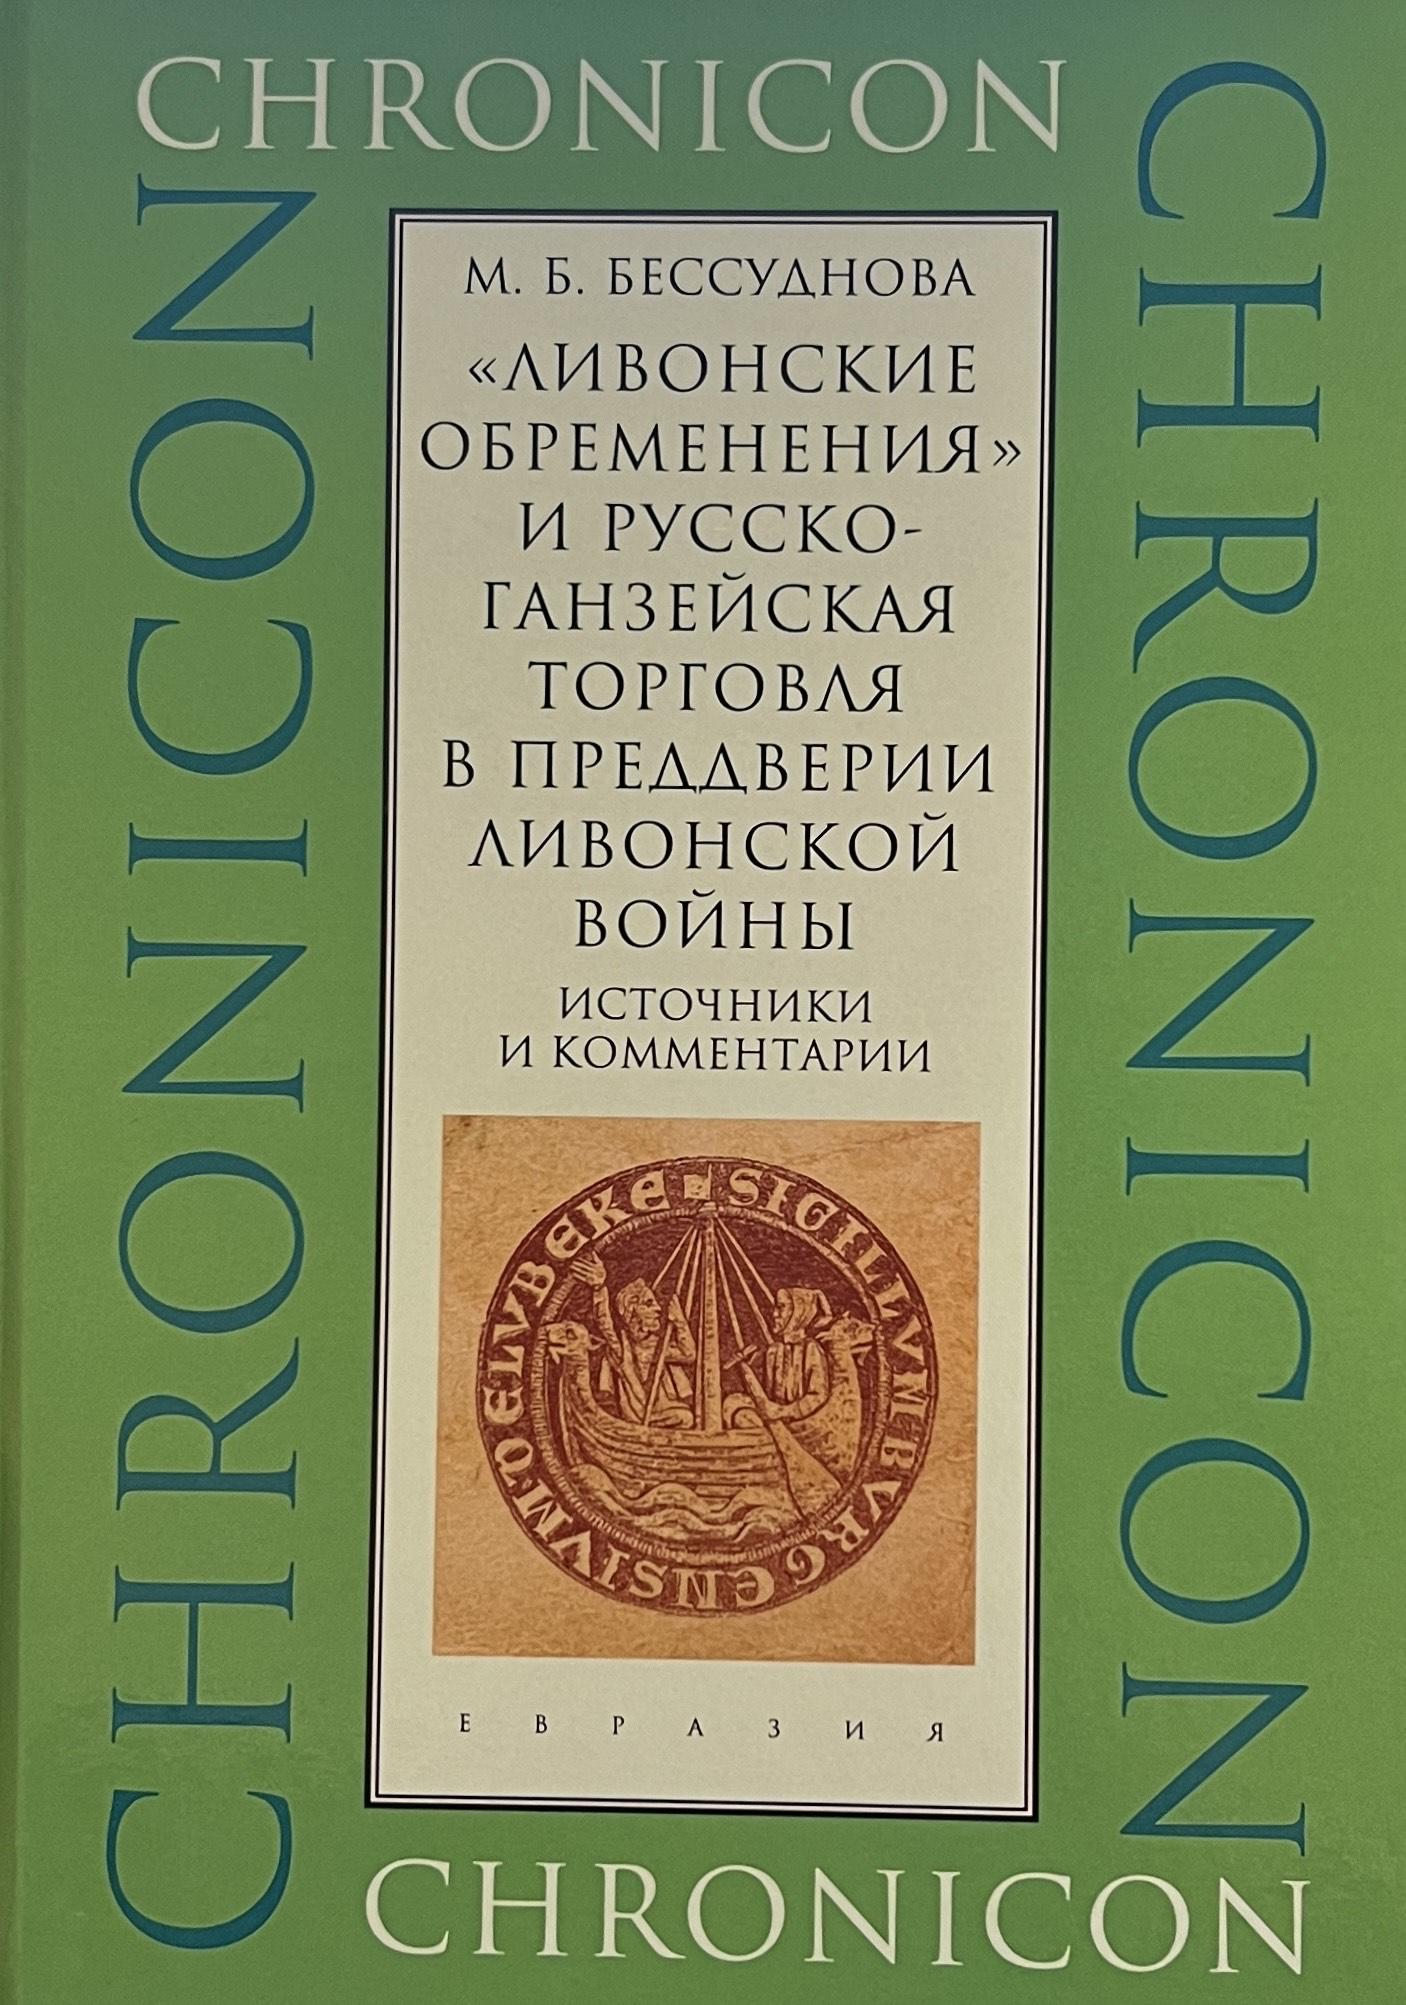 CHRONICON
CHRONICON
CHRONICON
М. Б. БЕССУДНОВА
«ЛИВОНСКИЕ
ОБРЕМЕНЕНИЯ»
И РУССКО-
ГАНЗЕЙСКАЯ
ТОРГОВЛЯ
В ПРЕДДВЕРИИ
ЛИВОНСКОЙ
ВОЙНЫ
ИСТОЧНИКИ
И КОММЕНТАРИИ
SIGILLVM BVRGENSIVM DE LVBEKE
ЕВРАЗИЯ
CHRONICON